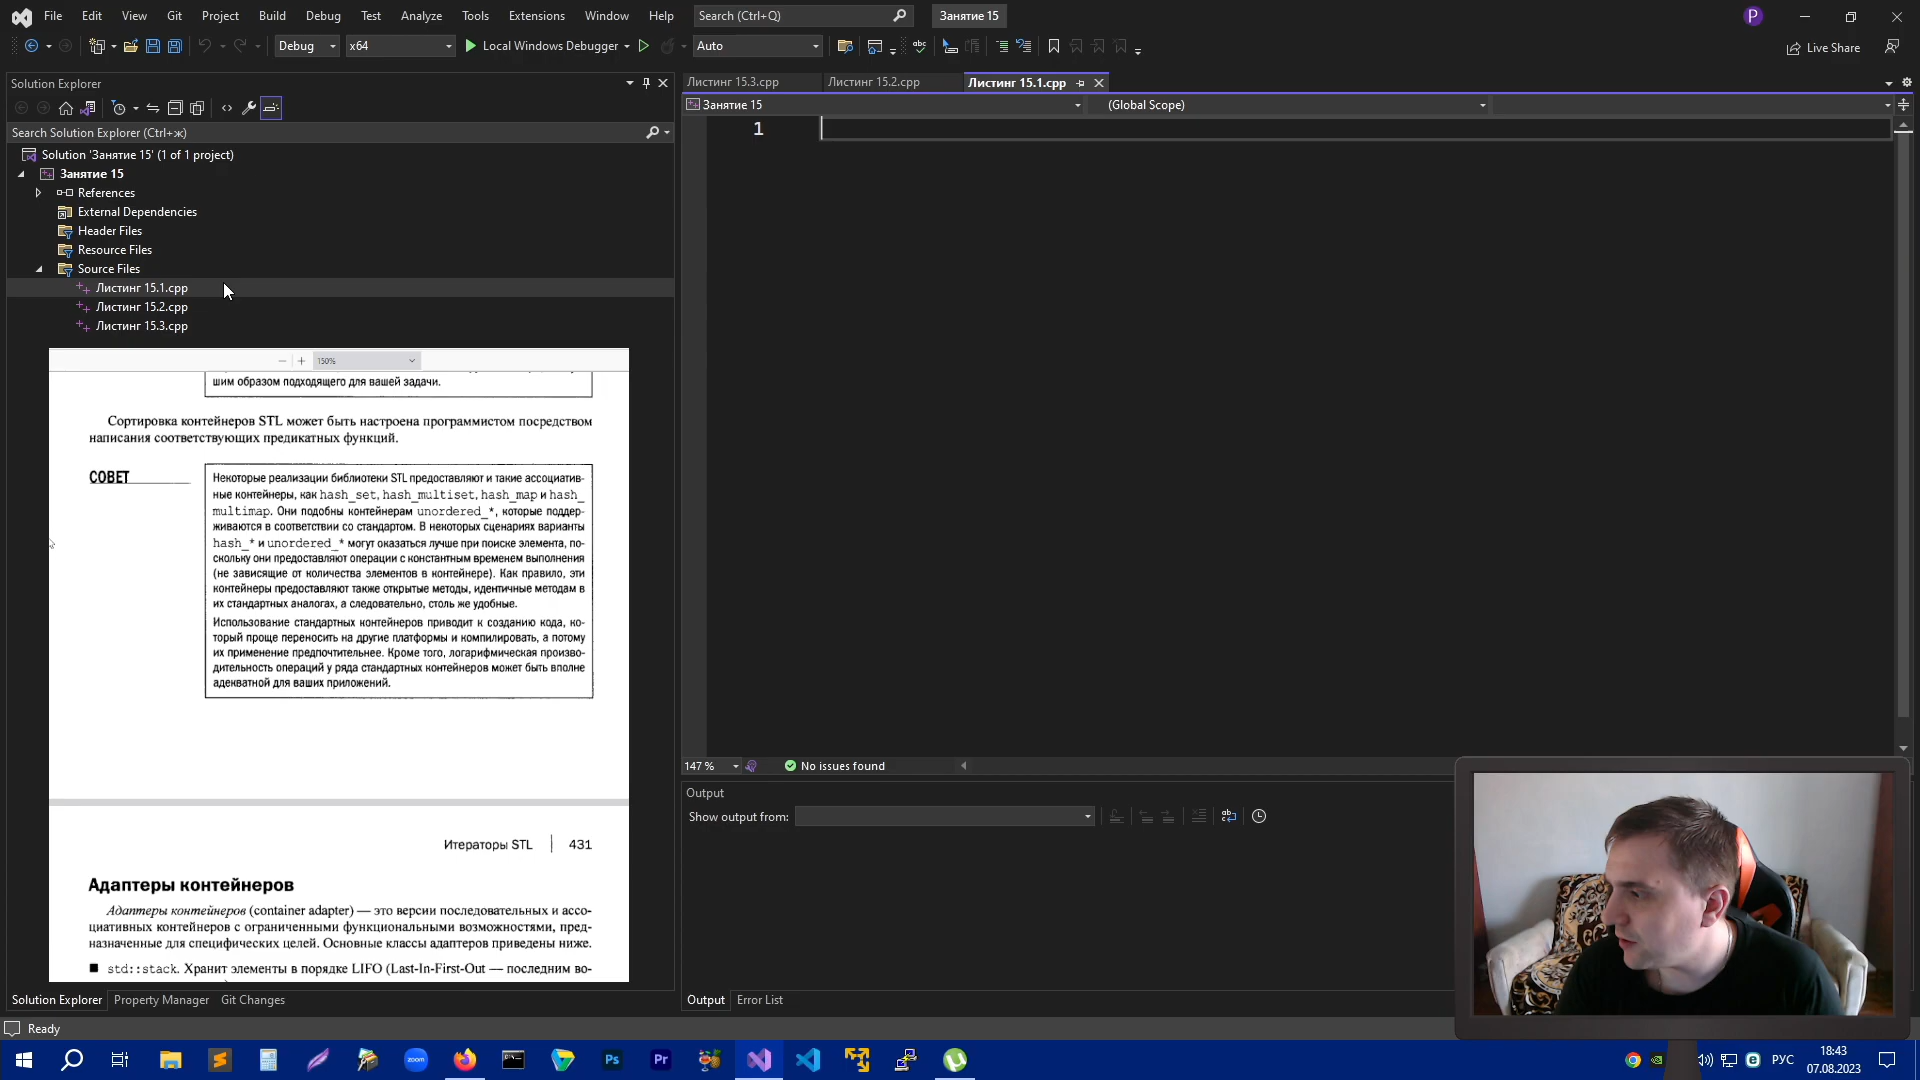 File Edit View Git Project Build Debug Test Analyze Tools Extensions Window Help Search (Ctrl+Q) Занятие 15 P
Debug x64 Local Windows Debugger Auto Live Share
Solution Explorer
Search Solution Explorer (Ctrl+ж)
Solution 'Занятие 15' (1 of 1 project)
Занятие 15
References
External Dependencies
Header Files
Resource Files
Source Files
Листинг 15.1.cpp
Листинг 15.2.cpp
Листинг 15.3.cpp
150%
шим образом подходящего для вашей задачи.
Сортировка контейнеров STL может быть настроена программистом посредством
написания соответствующих предикатных функций.
СОВЕТ
Некоторые реализации библиотеки STL предоставляют и такие ассоциатив-
ные контейнеры, как hash_set, hash_multiset, hash_map и hash_
multimap. Они подобны контейнерам unordered_*, которые поддер-
живаются в соответствии со стандартом. В некоторых сценариях варианты
hash_* и unordered_* могут оказаться лучше при поиске элемента, по-
скольку они предоставляют операции с константным временем выполнения
(не зависящие от количества элементов в контейнере). Как правило, эти
контейнеры предоставляют также открытые методы, идентичные методам в
их стандартных аналогах, а следовательно, столь же удобные.
Использование стандартных контейнеров приводит к созданию кода, ко-
торый проще переносить на другие платформы и компилировать, а потому
их применение предпочтительнее. Кроме того, логарифмическая произво-
дительность операций у ряда стандартных контейнеров может быть вполне
адекватной для ваших приложений.
Итераторы STL 431
Адаптеры контейнеров
Адаптеры контейнеров (container adapter) — это версии последовательных и ассо-
циативных контейнеров с ограниченными функциональными возможностями, пред-
назначенные для специфических целей. Основные классы адаптеров приведены ниже.
■ std::stack. Хранит элементы в порядке LIFO (Last-In-First-Out — последним во-
Solution Explorer Property Manager Git Changes
Листинг 15.3.cpp Листинг 15.2.cpp Листинг 15.1.cpp
Занятие 15 (Global Scope)
1
147 % No issues found
Output
Show output from:
Output Error List
Ready
zoom Ps Pr РУС 18:43
07.08.2023